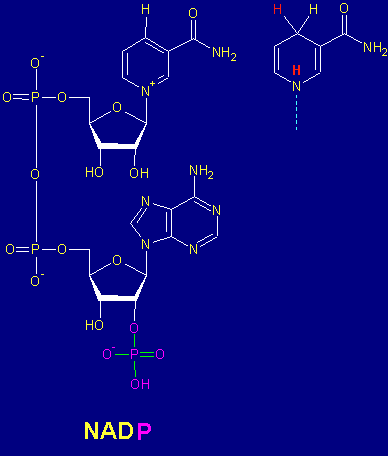 H O H H O
NH₂ NH₂
O⁻
O P O O N⁺ H N
HO OH
O
NH₂
N N
O P O O N N
O⁻
HO O
O⁻ P O
OH
NADP